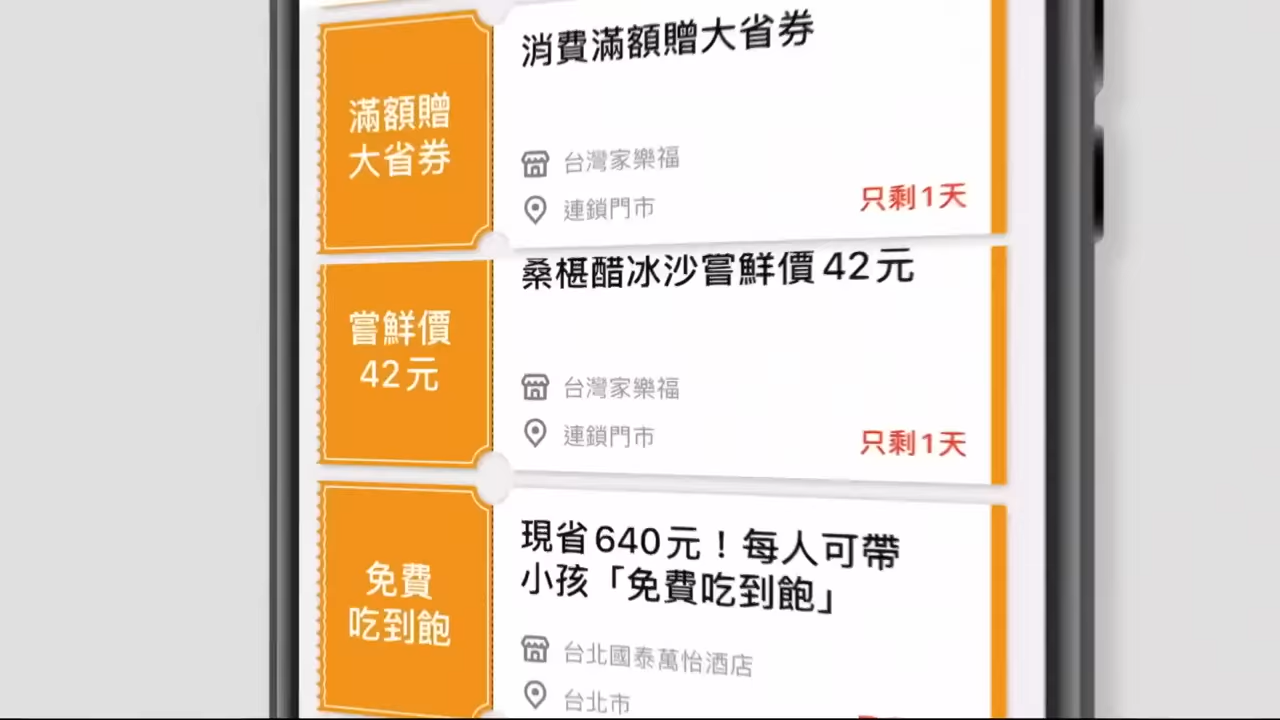 滿額贈
大省券
消費滿額贈大省券
台灣家樂福
連鎖門市
只剩1天
嘗鮮價
42元
桑椹醋冰沙嘗鮮價42元
台灣家樂福
連鎖門市
只剩1天
免費
吃到飽
現省640元！每人可帶
小孩「免費吃到飽」
台北國泰萬怡酒店
台北市